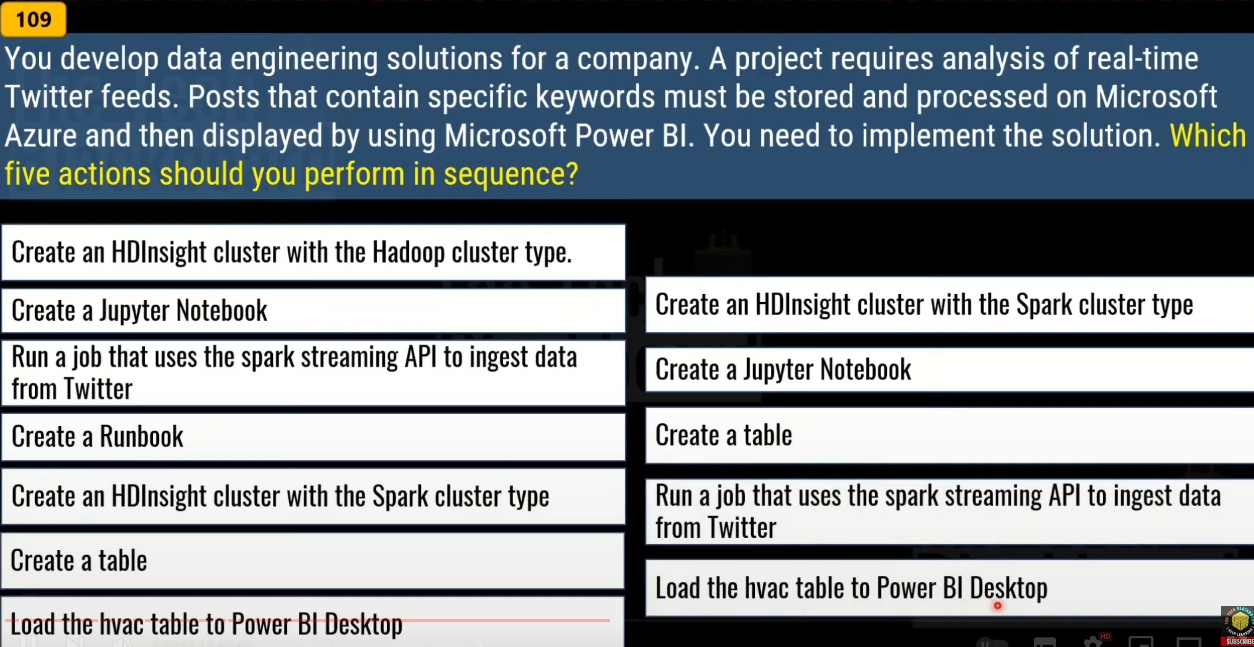 109
You develop data engineering solutions for a company. A project requires analysis of real-time
Twitter feeds. Posts that contain specific keywords must be stored and processed on Microsoft
Azure and then displayed by using Microsoft Power BI. You need to implement the solution. Which
five actions should you perform in sequence?
Create an HDInsight cluster with the Hadoop cluster type.
Create a Jupyter Notebook
Run a job that uses the spark streaming API to ingest data
from Twitter
Create a Runbook
Create an HDInsight cluster with the Spark cluster type
Create a table
Load the hvac table to Power BI Desktop
Create an HDInsight cluster with the Spark cluster type
Create a Jupyter Notebook
Create a table
Run a job that uses the spark streaming API to ingest data
from Twitter
Load the hvac table to Power BI Desktop
HD
SUBSCRIBE